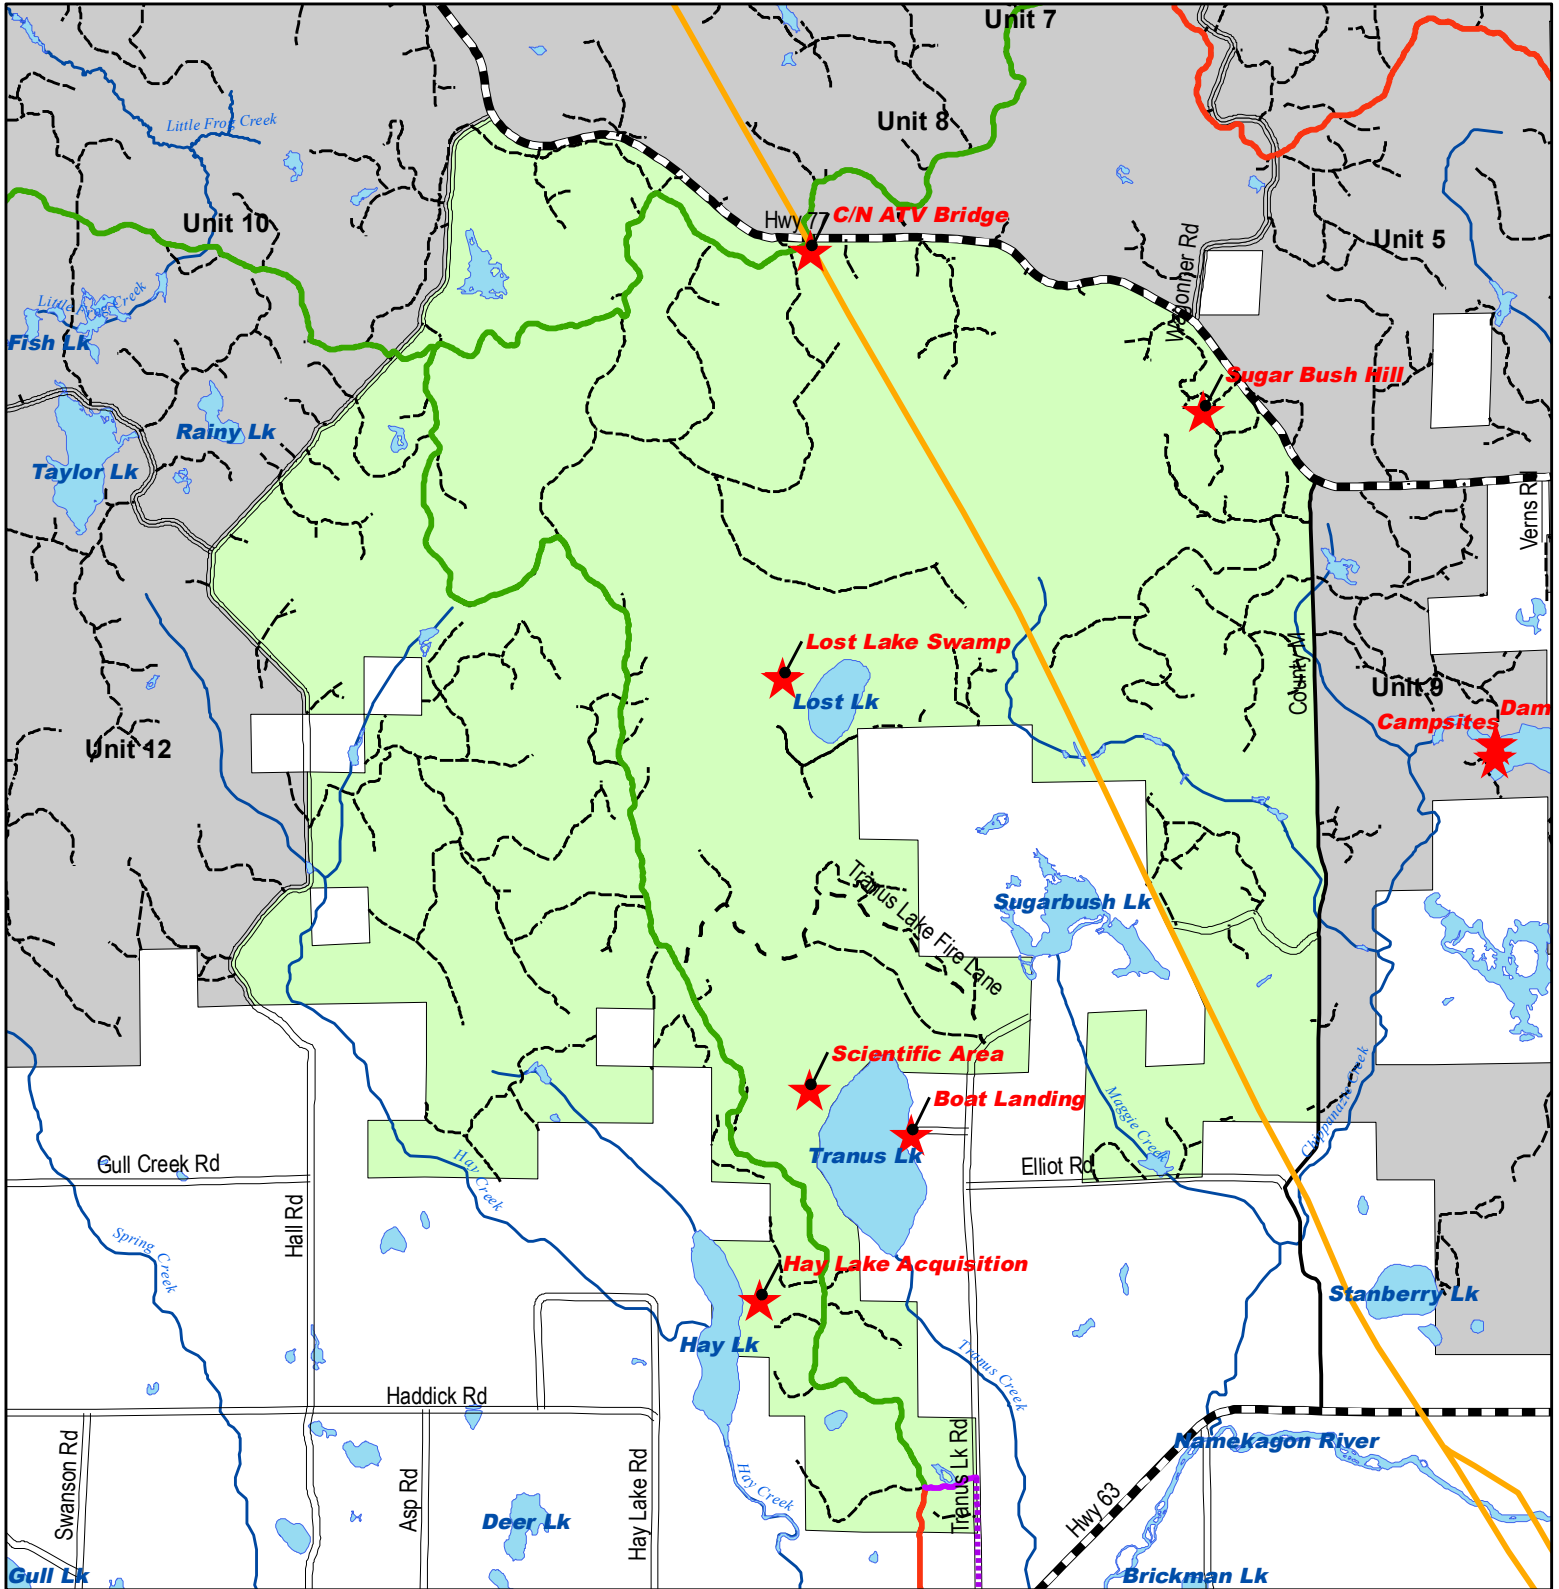 Unit 7
Unit 8
Little Frog Creek
Unit 10
Hwy 77
C/N ATV Bridge
Wagonner Rd
Unit 5
Little Frog Creek
Fish Lk
Sugar Bush Hill
Rainy Lk
Taylor Lk
Verns R
Lost Lake Swamp
Lost Lk
County M
Unit 9
Campsites
Dam
Unit 12
Tranus Lake Fire Lane
Sugarbush Lk
Scientific Area
Boat Landing
Maggie Creek
Chippanazie Creek
Tranus Lk
Elliot Rd
Gull Creek Rd
Hay Creek
Hall Rd
Spring Creek
Hay Lake Acquisition
Stanberry Lk
Hay Lk
Tranus Creek
Haddick Rd
Swanson Rd
Asp Rd
Hay Lake Rd
Hay Creek
Tranus Lk Rd
Namekagon River
Hwy 63
Deer Lk
Gull Lk
Brickman Lk